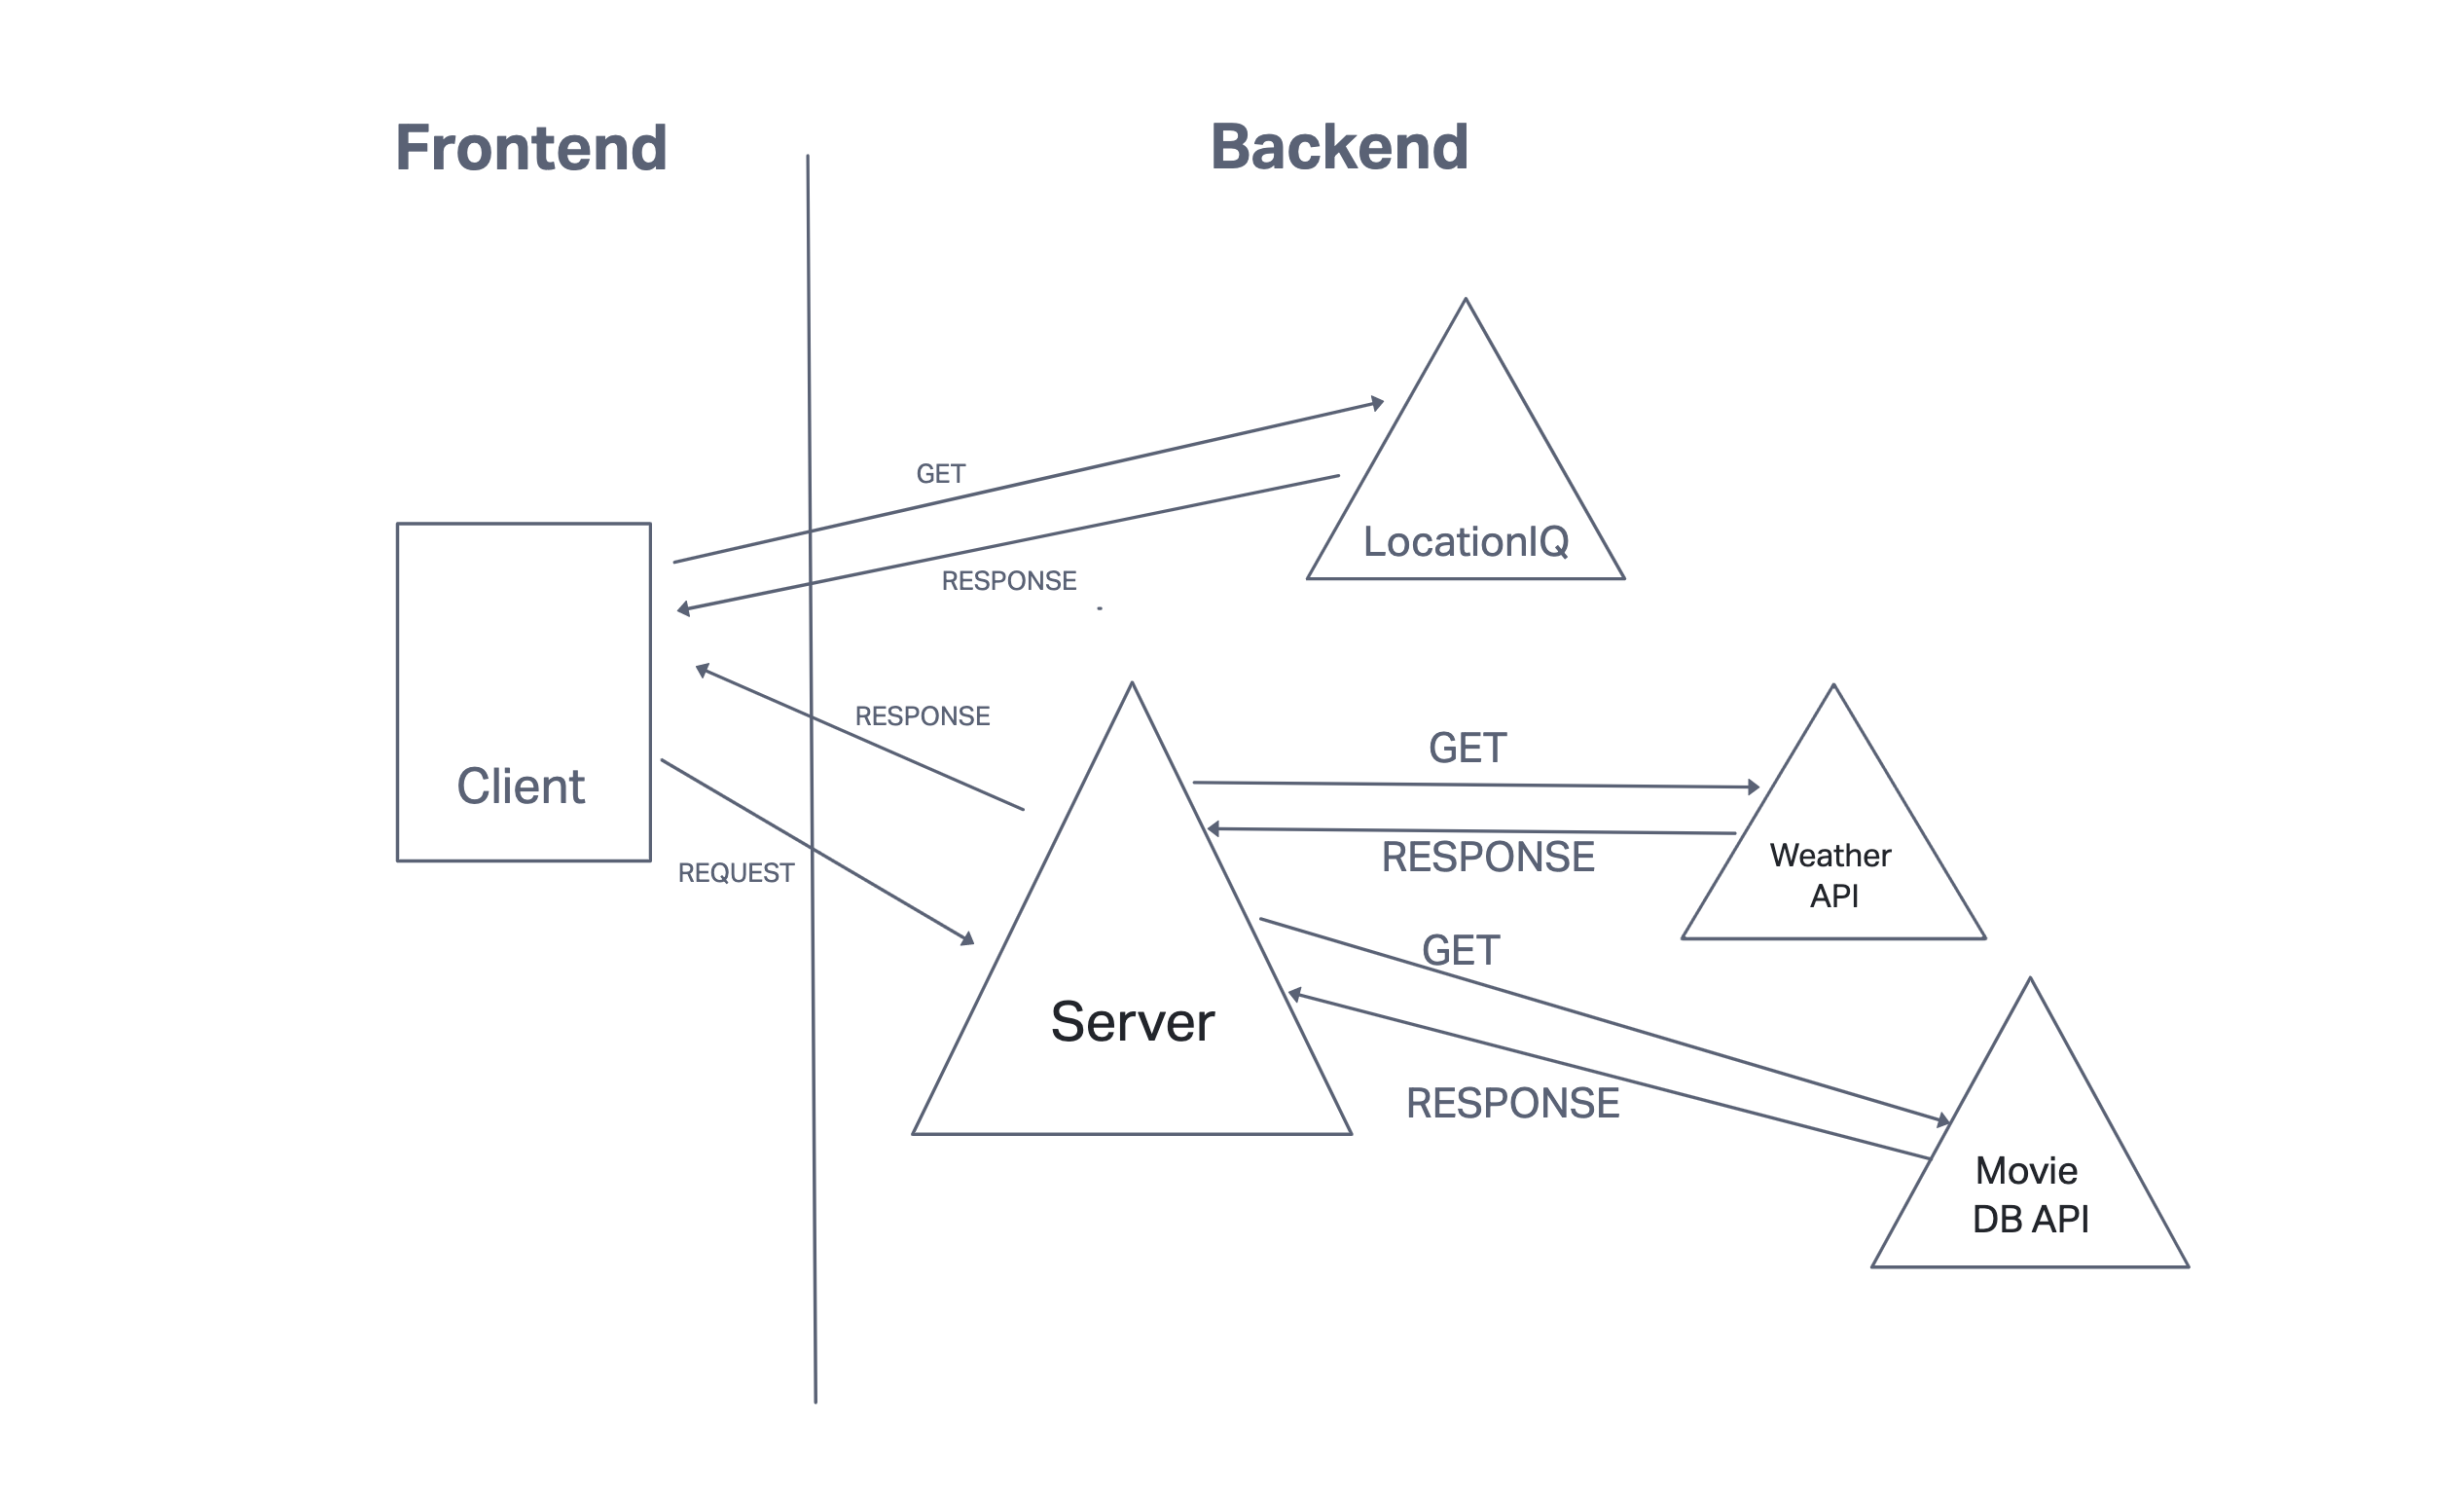 Frontend
Backend
GET
LocationIQ
RESPONSE
RESPONSE
GET
Client
RESPONSE
Weather
API
REQUEST
GET
Server
RESPONSE
Movie
DB API